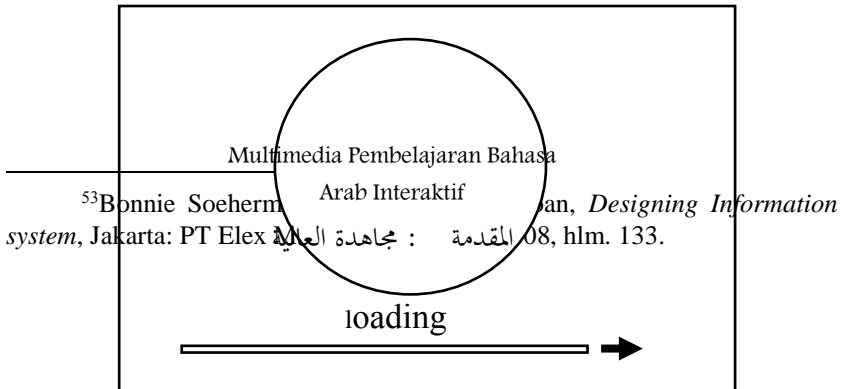 Multimedia Pembelajaran Bahasa
Arab Interaktif
53Bonnie Soeherm an, Designing Information
system, Jakarta: PT Elex M 08, hlm. 133.
المقدمة : مجاهدة العالية
loading